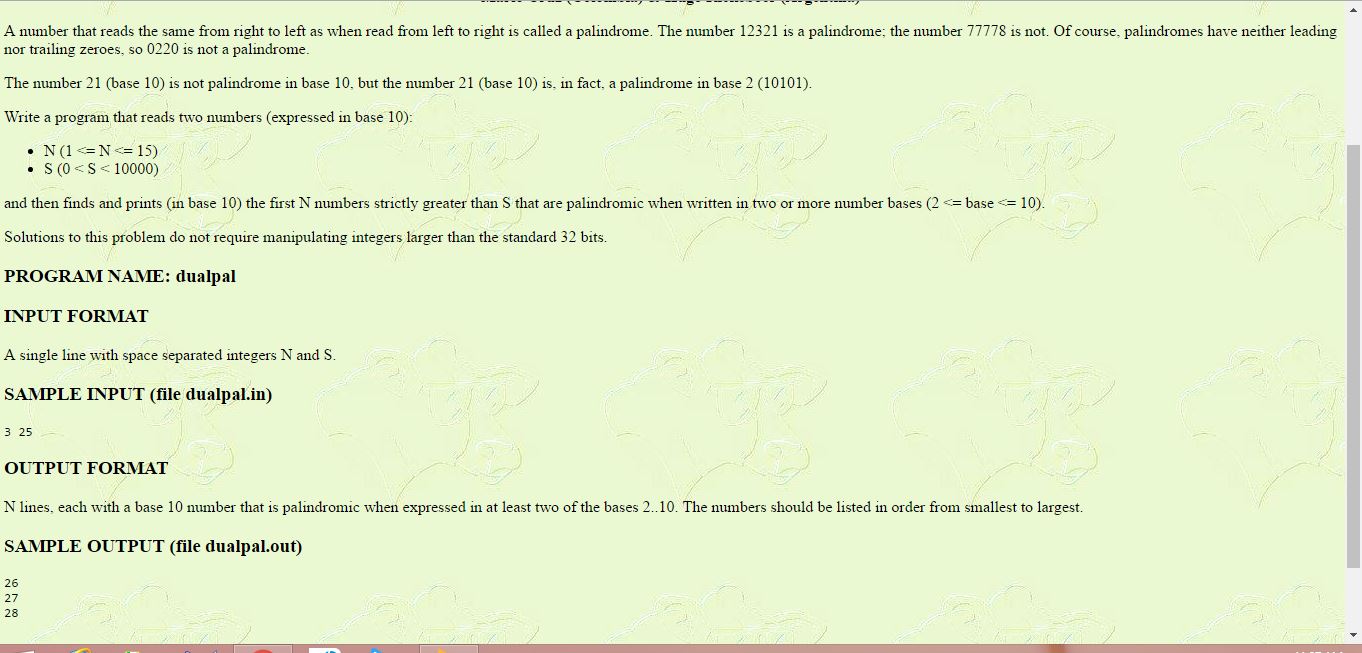 A number that reads the same from right to left as when read from left to right is called a palindrome. The number 12321 is a palindrome; the number 77778 is not. Of course, palindromes have neither leading
nor trailing zeroes, so 0220 is not a palindrome.
The number 21 (base 10) is not palindrome in base 10, but the number 21 (base 10) is, in fact, a palindrome in base 2 (10101).
Write a program that reads two numbers (expressed in base 10):
• N (1 <= N <= 15)
• S (0 < S < 10000)
and then finds and prints (in base 10) the first N numbers strictly greater than S that are palindromic when written in two or more number bases (2 <= base <= 10).
Solutions to this problem do not require manipulating integers larger than the standard 32 bits.
PROGRAM NAME: dualpal
INPUT FORMAT
A single line with space separated integers N and S.
SAMPLE INPUT (file dualpal.in)
3 25
OUTPUT FORMAT
N lines, each with a base 10 number that is palindromic when expressed in at least two of the bases 2..10. The numbers should be listed in order from smallest to largest.
SAMPLE OUTPUT (file dualpal.out)
26
27
28